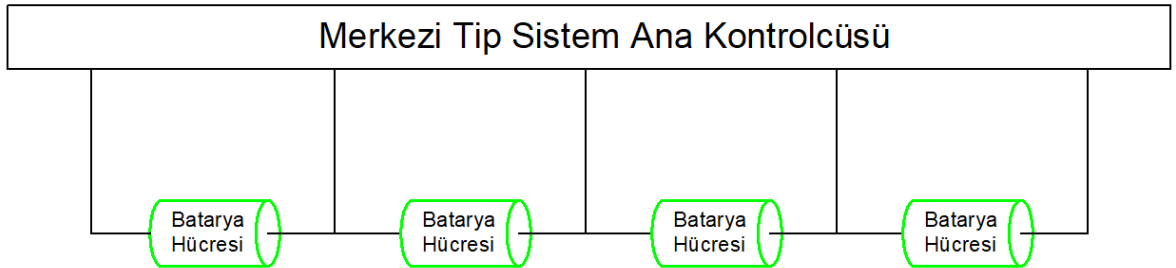 Merkezi Tip Sistem Ana Kontrolcüsü
Batarya
Hücresi
Batarya
Hücresi
Batarya
Hücresi
Batarya
Hücresi